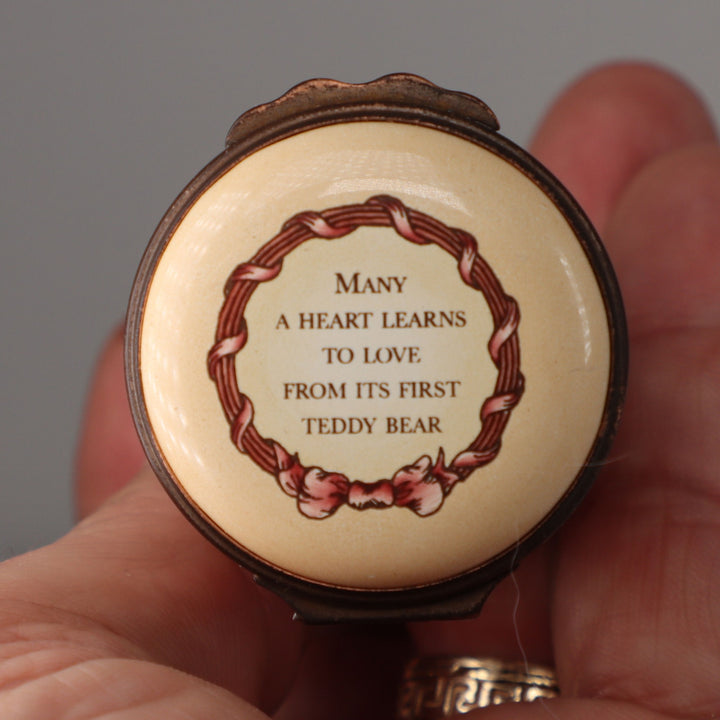 MANY
A HEART LEARNS
TO LOVE
FROM ITS FIRST
TEDDY BEAR